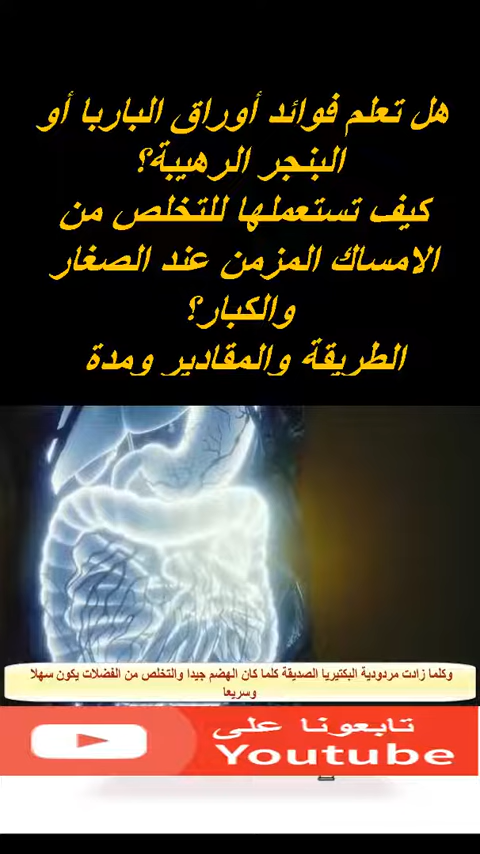 هل تعلم فوائد أوراق الباربا أو
البنجر الرهيبة؟
كيف تستعملها للتخلص من
الامساك المزمن عند الصغار
والكبار؟
الطريقة والمقادير ومدة
وكلما زادت مردودية البكتيريا الصديقة كلما كان الهضم جيدا والتخلص من الفضلات يكون سهلا
وسريعا
تابعونا على
Youtube